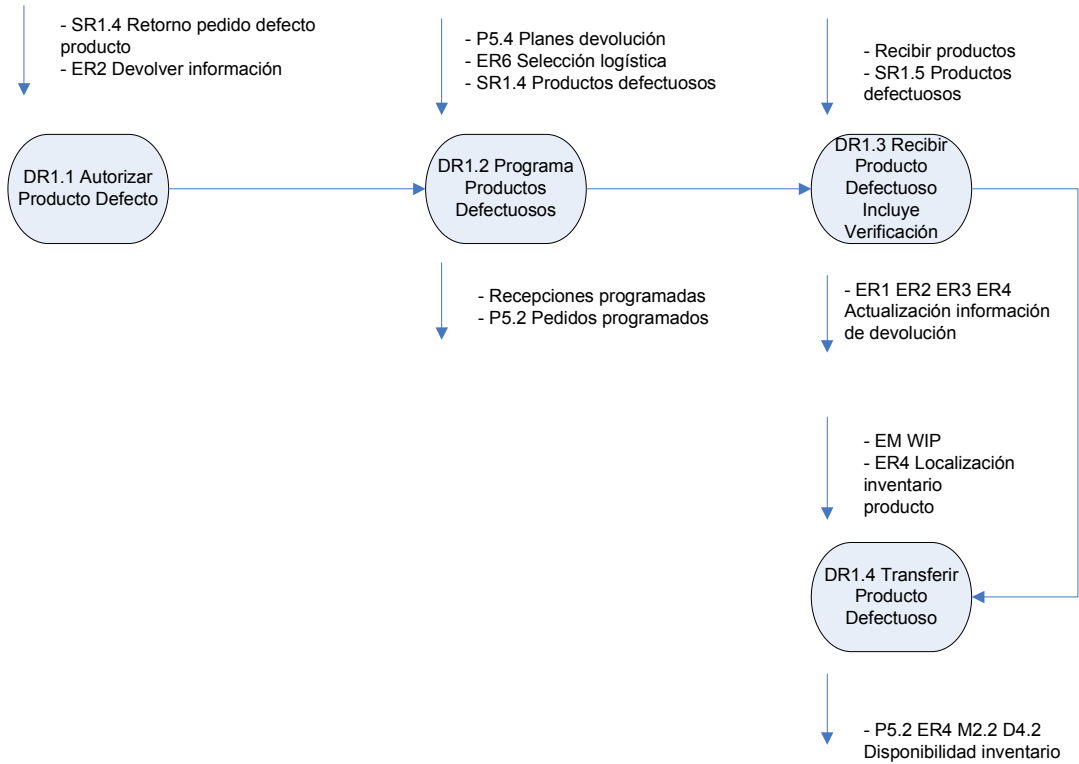 - SR1.4 Retorno pedido defecto
producto
- ER2 Devolver información
- P5.4 Planes devolución
- ER6 Selección logística
- SR1.4 Productos defectuosos
- Recibir productos
- SR1.5 Productos
defectuosos
DR1.1 Autorizar
Producto Defecto
DR1.2 Programa
Productos
Defectuosos
DR1.3 Recibir
Producto
Defectuoso
Incluye
Verificación
- Recepciones programadas
- P5.2 Pedidos programados
- ER1 ER2 ER3 ER4
Actualización información
de devolución
- EM WIP
- ER4 Localización
inventario
producto
DR1.4 Transferir
Producto
Defectuoso
- P5.2 ER4 M2.2 D4.2
Disponibilidad inventario